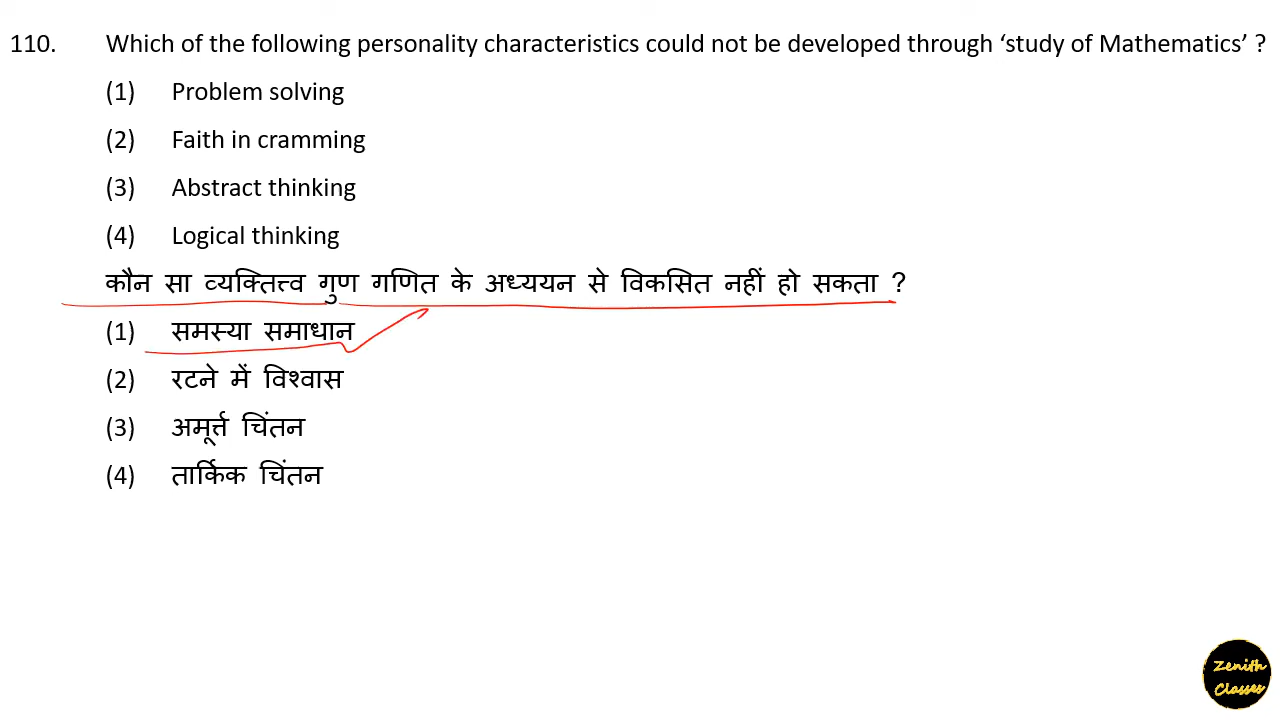 110. Which of the following personality characteristics could not be developed through ‘study of Mathematics’ ?
(1) Problem solving
(2) Faith in cramming
(3) Abstract thinking
(4) Logical thinking
कौन सा व्यक्तित्त्व गुण गणित के अध्ययन से विकसित नहीं हो सकता ?
(1) समस्या समाधान
(2) रटने में विश्वास
(3) अमूर्त्त चिंतन
(4) तार्किक चिंतन
Zenith
Classes